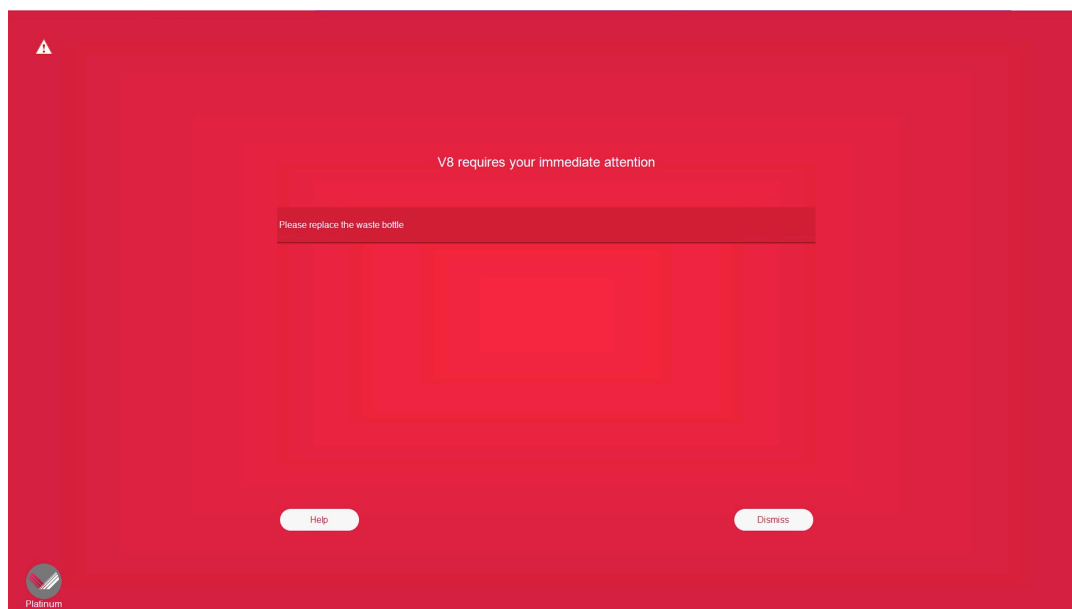 V8 requires your immediate attention
Please replace the waste bottle
Help
Dismiss
Platinum